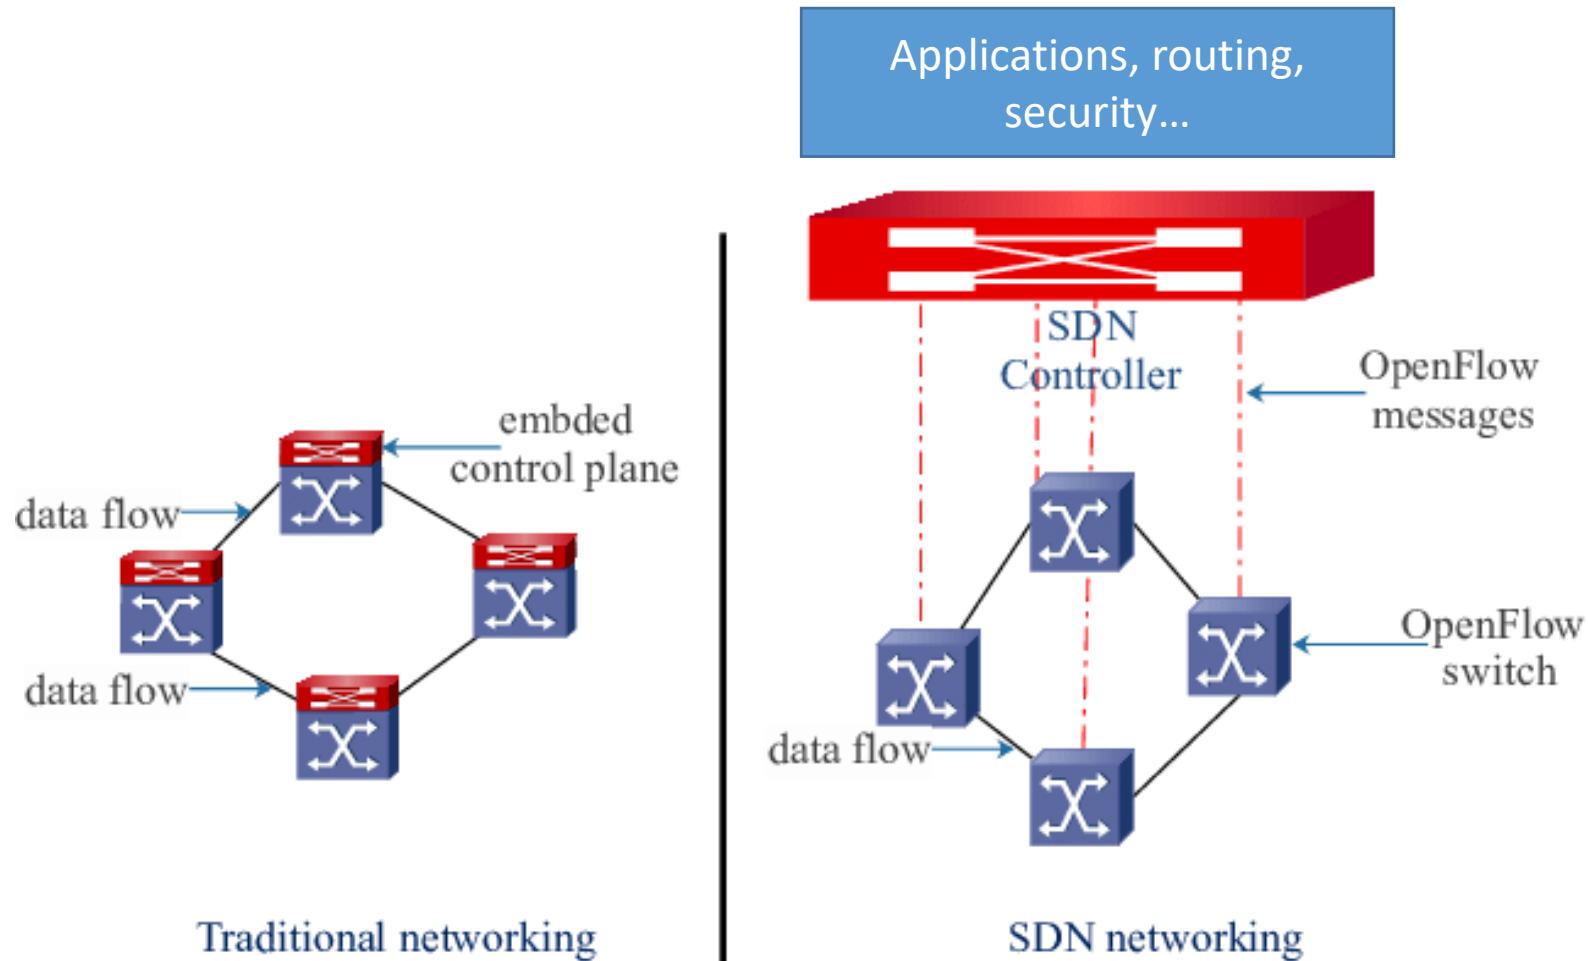 Applications, routing,
security…
SDN
Controller
OpenFlow
messages
embded
control plane
data flow
data flow
OpenFlow
switch
data flow
Traditional networking
SDN networking